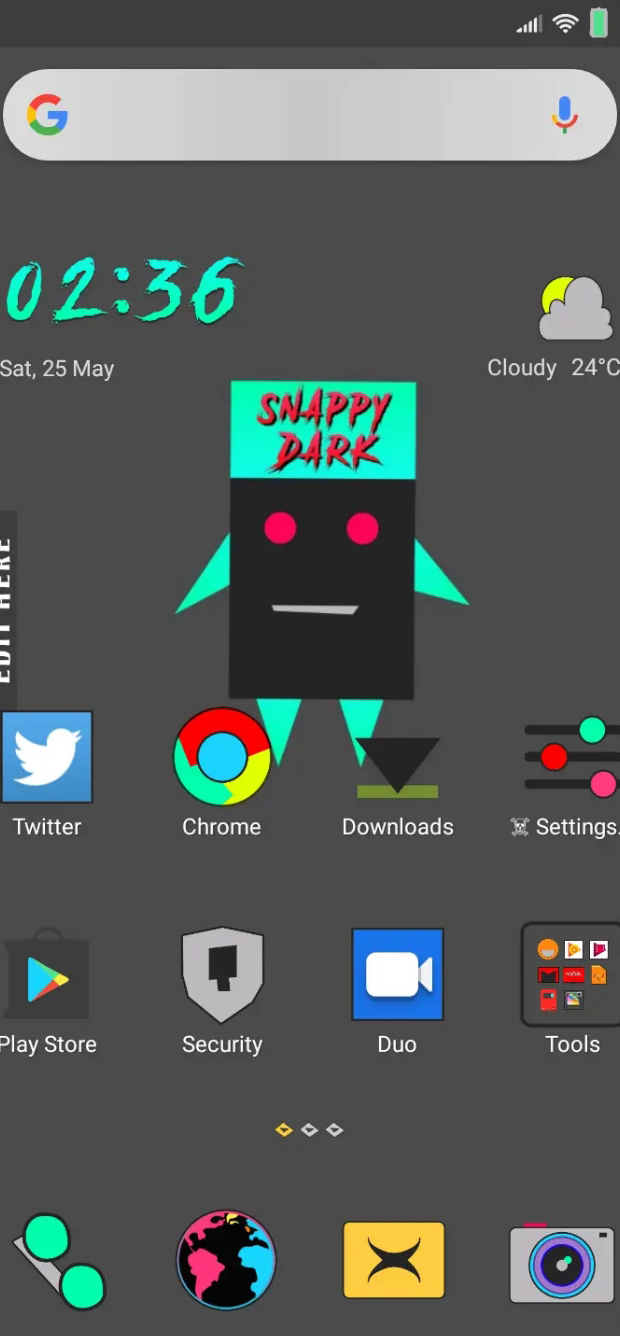 02:36
Sat, 25 May
Cloudy 24°C
SNAPPY
DARK
EDIT HERE
Twitter
Chrome
Downloads
☠ Settings.
Play Store
Security
Duo
Tools